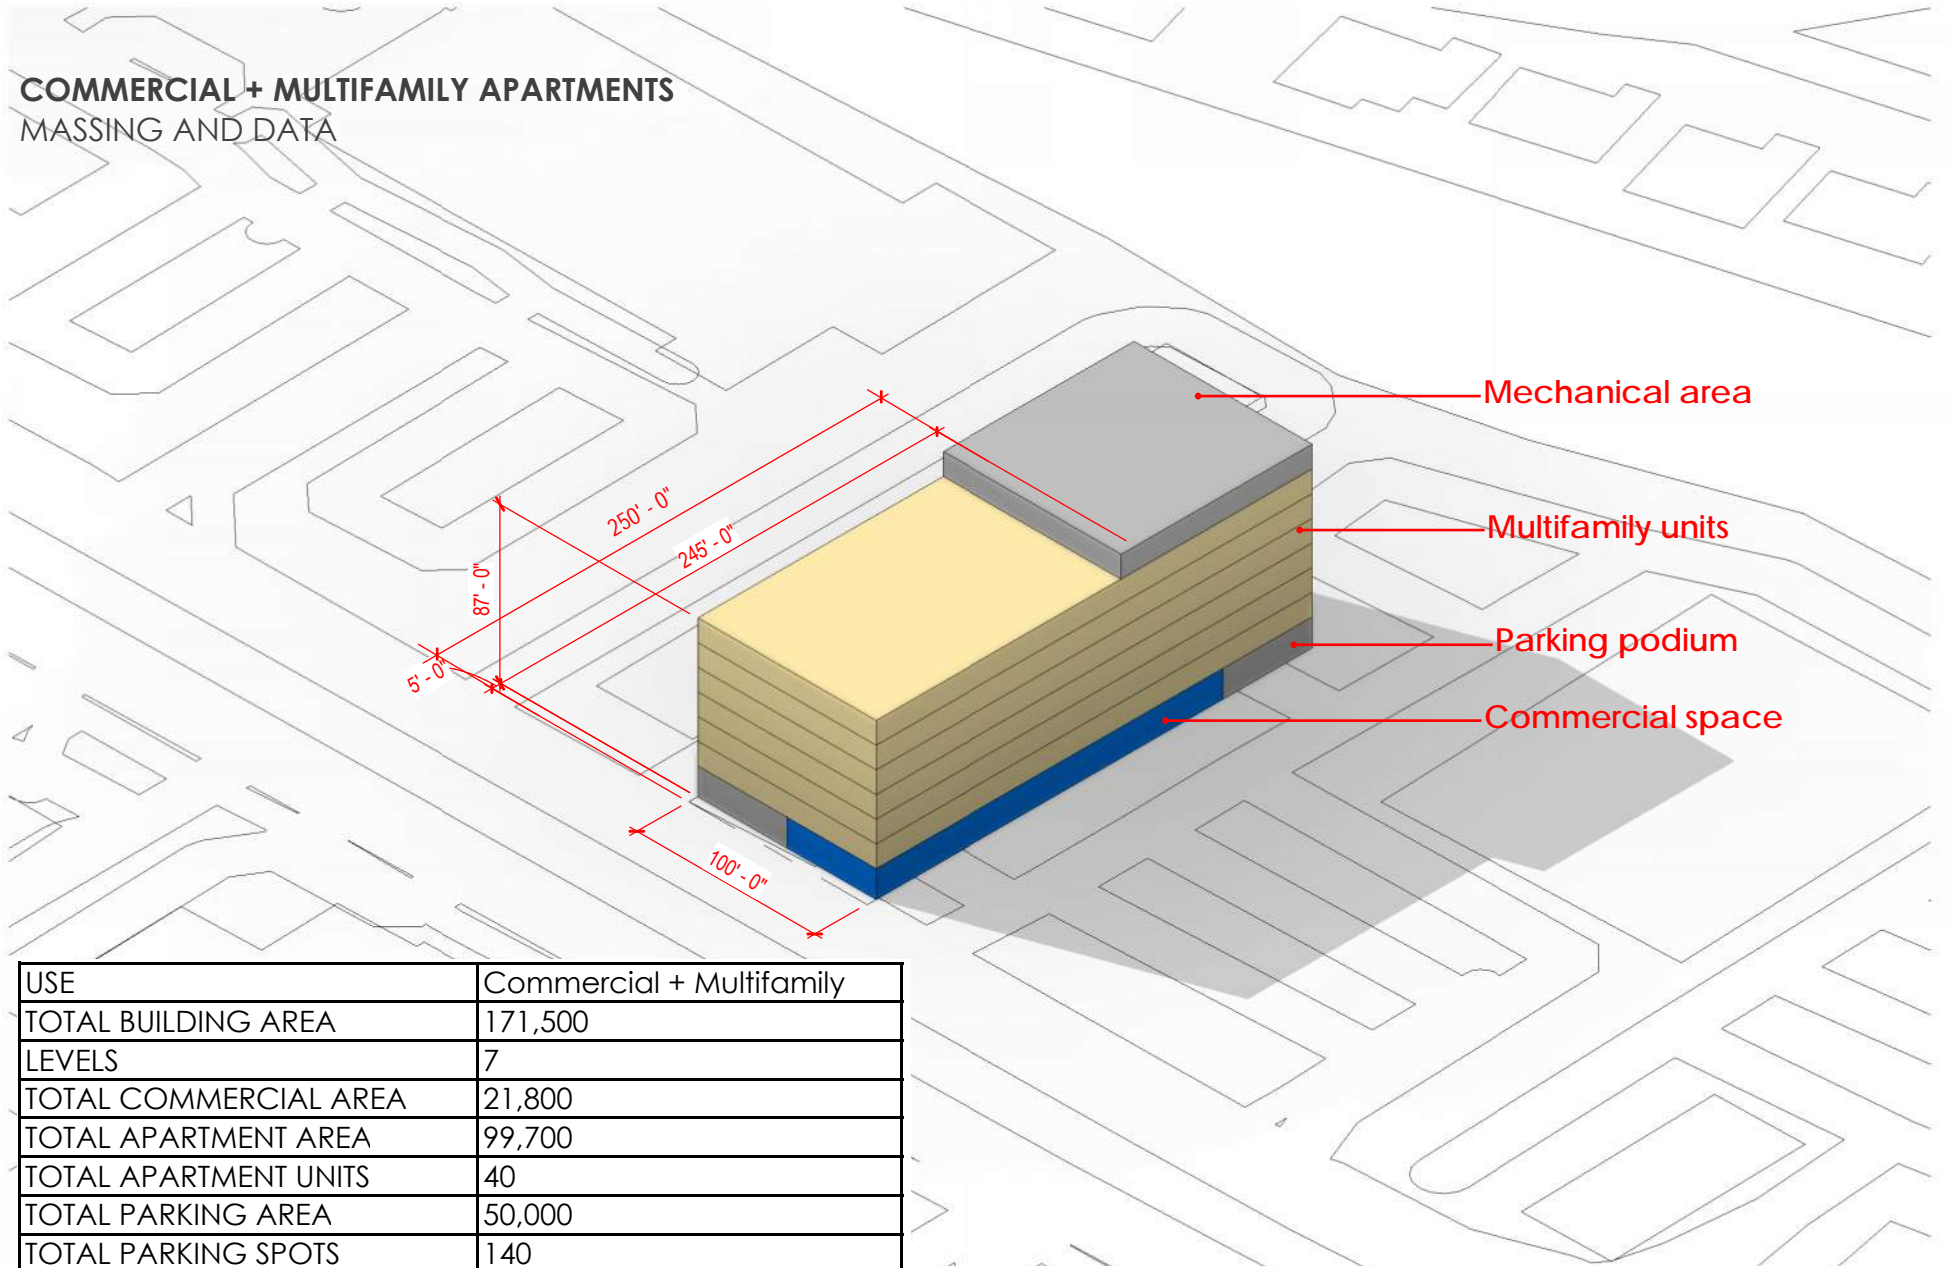 COMMERCIAL + MULTIFAMILY APARTMENTS
MASSING AND DATA
Mechanical area
250' - 0"
245' - 0"
Multifamily units
87' - 0"
Parking podium
5' - 0"
Commercial space
100' - 0"
USE Commercial + Multifamily
TOTAL BUILDING AREA 171,500
LEVELS 7
TOTAL COMMERCIAL AREA 21,800
TOTAL APARTMENT AREA 99,700
TOTAL APARTMENT UNITS 40
TOTAL PARKING AREA 50,000
TOTAL PARKING SPOTS 140